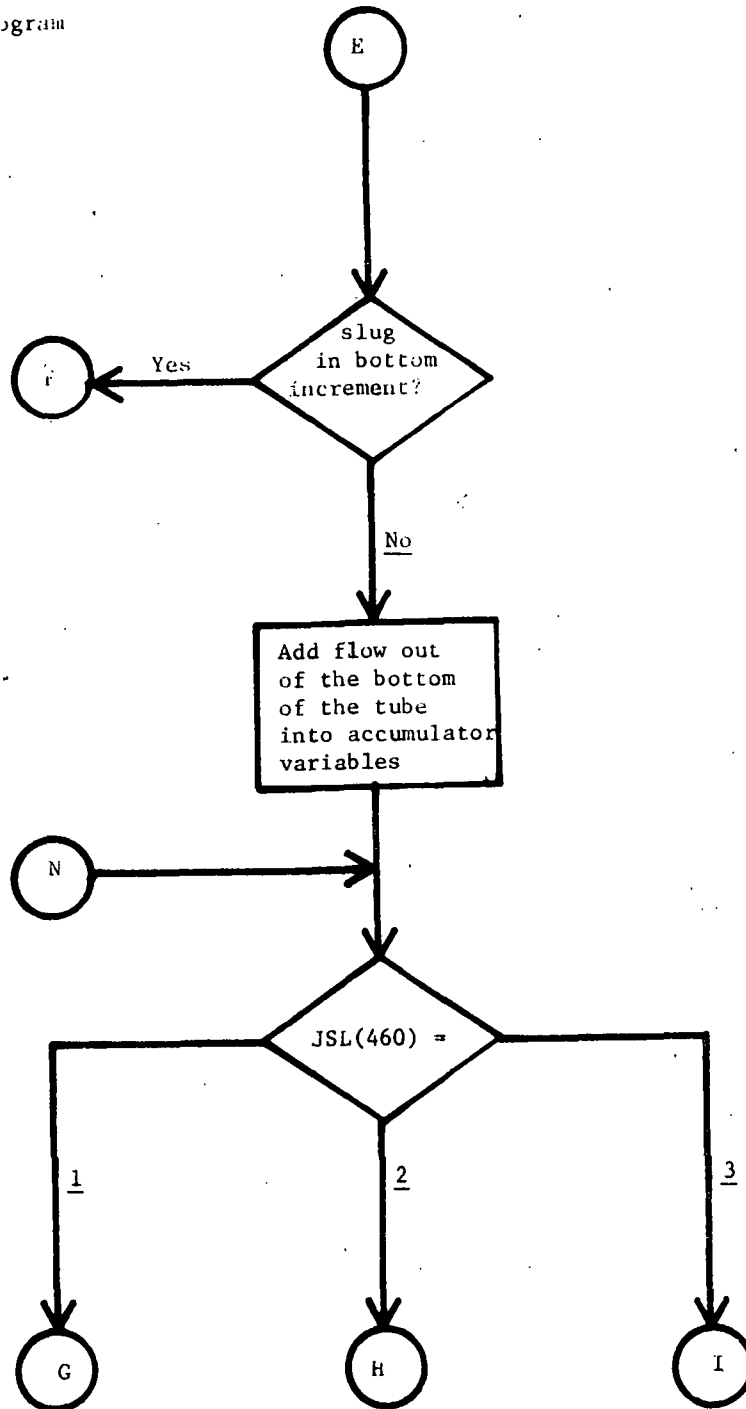 E
slug
in bottom
increment?
Yes
No
Add flow out
of the bottom
of the tube
into accumulator
variables
N
JSL(460) =
1
2
3
G
H
I